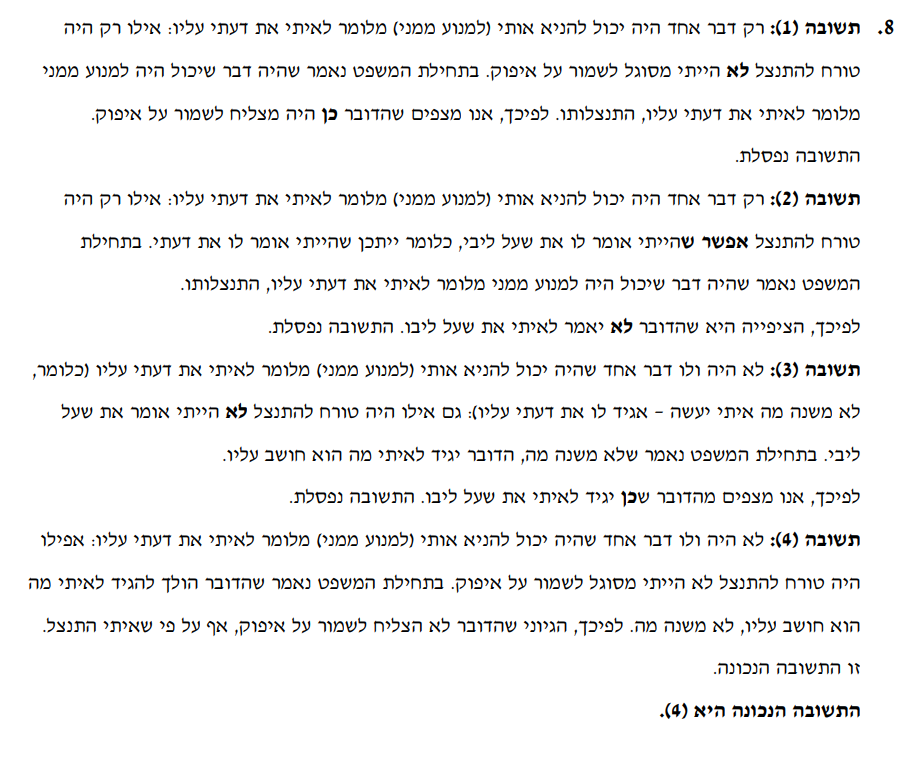 8. תשובה (1): רק דבר אחד היה יכול להניא אותי (למנוע ממני) מלומר לאיתי את דעתי עליו: אילו רק היה
טורח להתנצל לא הייתי מסוגל לשמור על איפוק. בתחילת המשפט נאמר שהיה דבר שיכול היה למנוע ממני
מלומר לאיתי את דעתי עליו, התנצלותו. לפיכך, אנו מצפים שהדובר כן היה מצליח לשמור על איפוק.
התשובה נפסלת.
תשובה (2): רק דבר אחד היה יכול להניא אותי (למנוע ממני) מלומר לאיתי את דעתי עליו: אילו רק היה
טורח להתנצל אפשר שהייתי אומר לו את שעל ליבי, כלומר ייתכן שהייתי אומר לו את דעתי. בתחילת
המשפט נאמר שהיה דבר שיכול היה למנוע ממני מלומר לאיתי את דעתי עליו, התנצלותו.
לפיכך, הציפייה היא שהדובר לא יאמר לאיתי את שעל ליבו. התשובה נפסלת.
תשובה (3): לא היה ולו דבר אחד שהיה יכול להניא אותי (למנוע ממני) מלומר לאיתי את דעתי עליו (כלומר,
לא משנה מה איתי יעשה – אגיד לו את דעתי עליו): גם אילו היה טורח להתנצל לא הייתי אומר את שעל
ליבי. בתחילת המשפט נאמר שלא משנה מה, הדובר יגיד לאיתי מה הוא חושב עליו.
לפיכך, אנו מצפים מהדובר שכן יגיד לאיתי את שעל ליבו. התשובה נפסלת.
תשובה (4): לא היה ולו דבר אחד שהיה יכול להניא אותי (למנוע ממני) מלומר לאיתי את דעתי עליו: אפילו
היה טורח להתנצל לא הייתי מסוגל לשמור על איפוק. בתחילת המשפט נאמר שהדובר הולך להגיד לאיתי מה
הוא חושב עליו, לא משנה מה. לפיכך, הגיוני שהדובר לא הצליח לשמור על איפוק, אף על פי שאיתי התנצל.
זו התשובה הנכונה.
התשובה הנכונה היא (4).